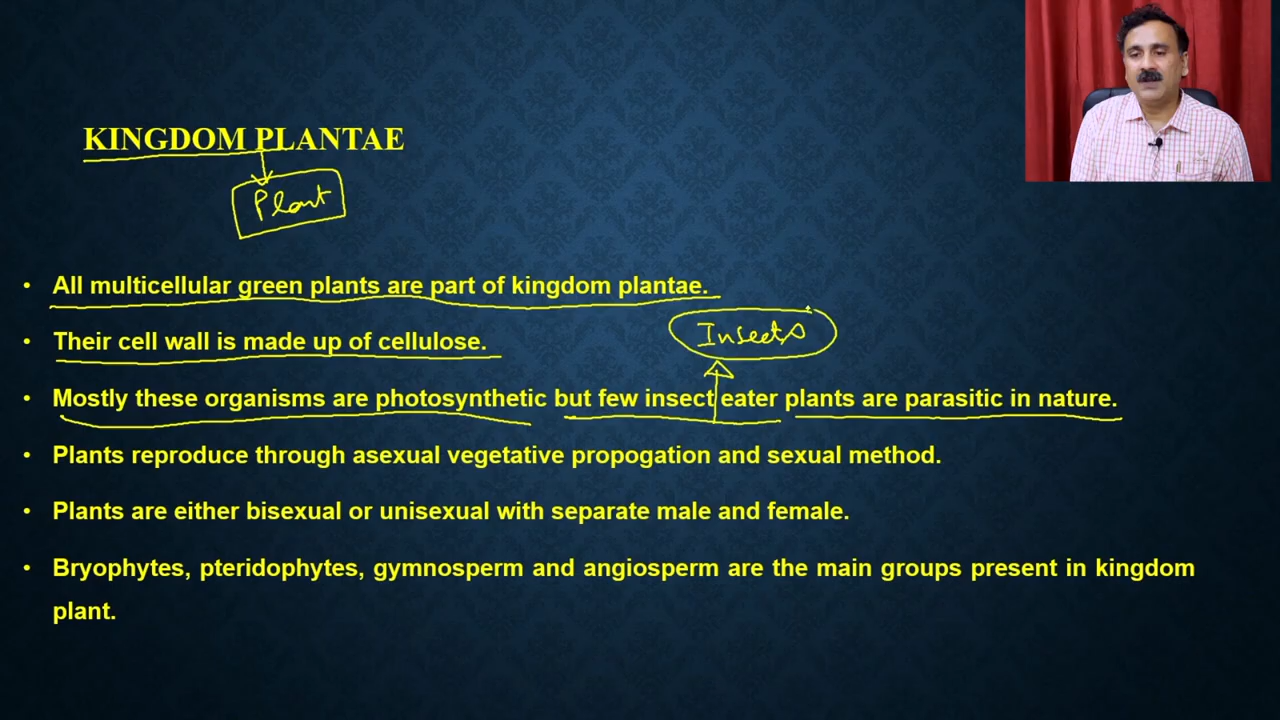 KINGDOM PLANTAE
Plant
• All multicellular green plants are part of kingdom plantae.
Insects
• Their cell wall is made up of cellulose.
• Mostly these organisms are photosynthetic but few insect eater plants are parasitic in nature.
• Plants reproduce through asexual vegetative propogation and sexual method.
• Plants are either bisexual or unisexual with separate male and female.
• Bryophytes, pteridophytes, gymnosperm and angiosperm are the main groups present in kingdom
plant.